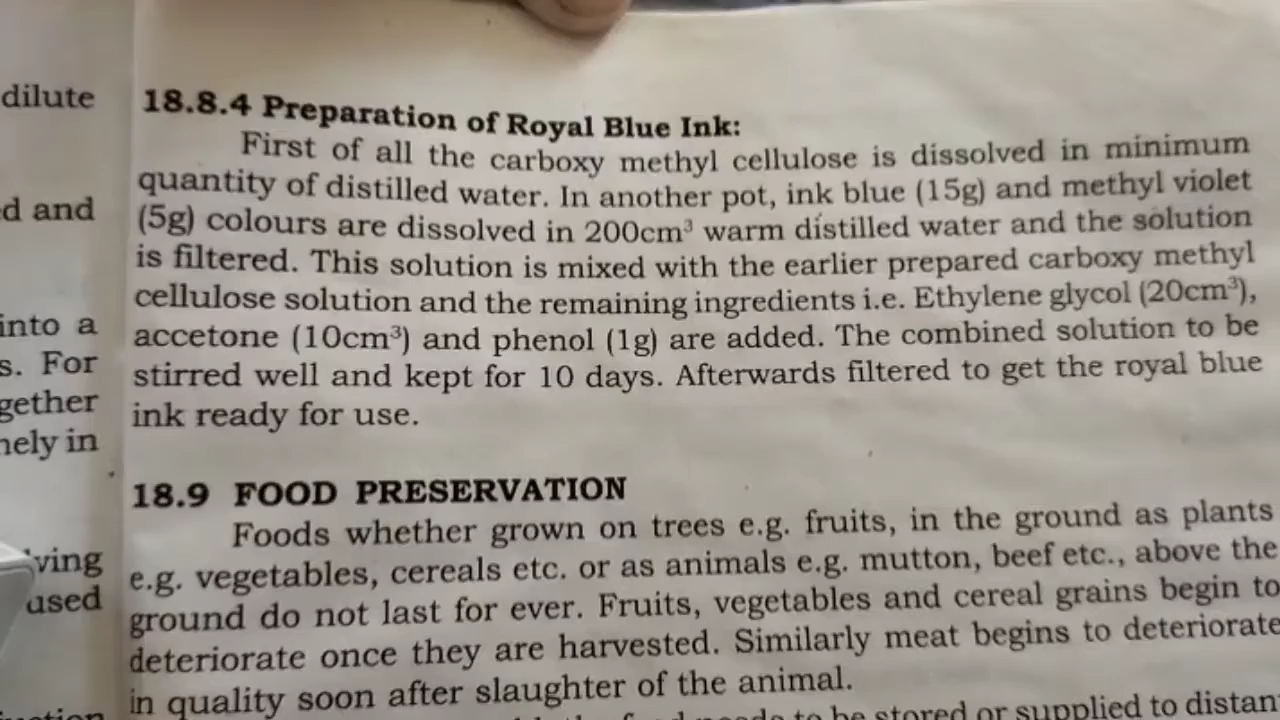 dilute
d and
into a
s. For
gether
nely in
ving
used
18.8.4 Preparation of Royal Blue Ink:
First of all the carboxy methyl cellulose is dissolved in minimum
quantity of distilled water. In another pot, ink blue (15g) and methyl violet
(5g) colours are dissolved in 200cm³ warm distilled water and the solution
is filtered. This solution is mixed with the earlier prepared carboxy methyl
cellulose solution and the remaining ingredients i.e. Ethylene glycol (20cm³),
accetone (10cm³) and phenol (1g) are added. The combined solution to be
stirred well and kept for 10 days. Afterwards filtered to get the royal blue
ink ready for use.
18.9 FOOD PRESERVATION
Foods whether grown on trees e.g. fruits, in the ground as plants
e.g. vegetables, cereals etc. or as animals e.g. mutton, beef etc., above the
ground do not last for ever. Fruits, vegetables and cereal grains begin to
deteriorate once they are harvested. Similarly meat begins to deteriorate
in quality soon after slaughter of the animal.
to be stored or supplied to distan